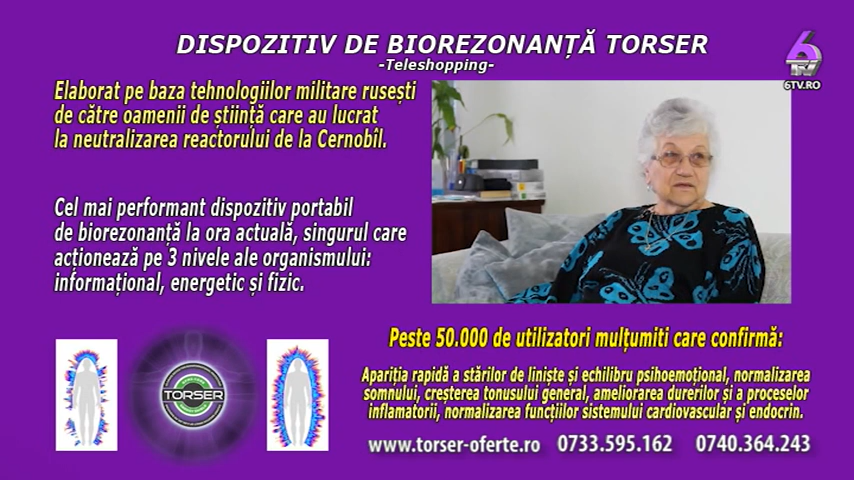 DISPOZITIV DE BIOREZONANȚĂ TORSER
-Teleshopping-
6
TV
6TV.RO
Elaborat pe baza tehnologiilor militare rusești
de către oamenii de știință care au lucrat
la neutralizarea reactorului de la Cernobîl.
Cel mai performant dispozitiv portabil
de biorezonanță la ora actuală, singurul care
acționează pe 3 nivele ale organismului:
informațional, energetic și fizic.
TORSER
Peste 50.000 de utilizatori mulțumiti care confirmă:
Apariția rapidă a stărilor de liniște și echilibru psihoemoțional, normalizarea
somnului, creșterea tonusului general, ameliorarea durerilor și a proceselor
inflamatorii, normalizarea funcțiilor sistemului cardiovascular și endocrin.
www.torser-oferte.ro 0733.595.162 0740.364.243